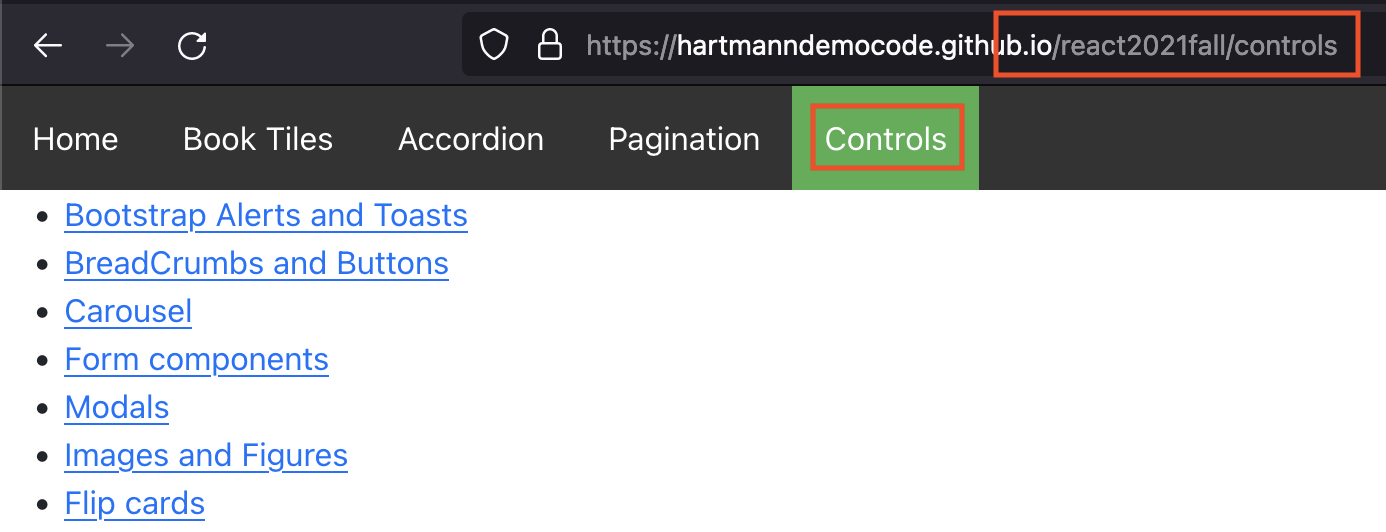 https://hartmanndemocode.github.io/react2021fall/controls
Home Book Tiles Accordion Pagination Controls
Bootstrap Alerts and Toasts
BreadCrumbs and Buttons
Carousel
Form components
Modals
Images and Figures
Flip cards